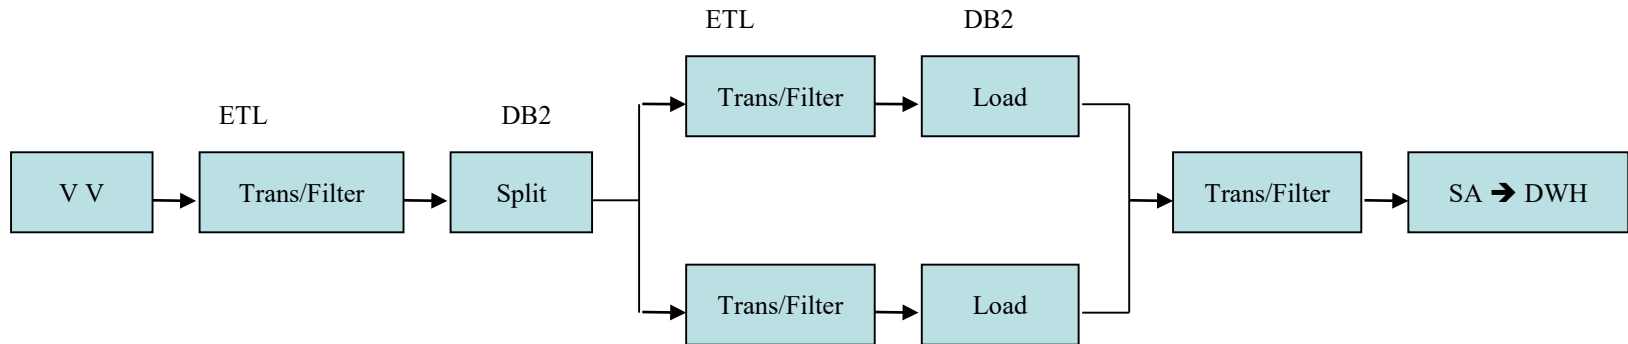 ETL
DB2
Trans/Filter
Load
ETL
DB2
V V
Trans/Filter
Split
Trans/Filter
SA ➔ DWH
Trans/Filter
Load